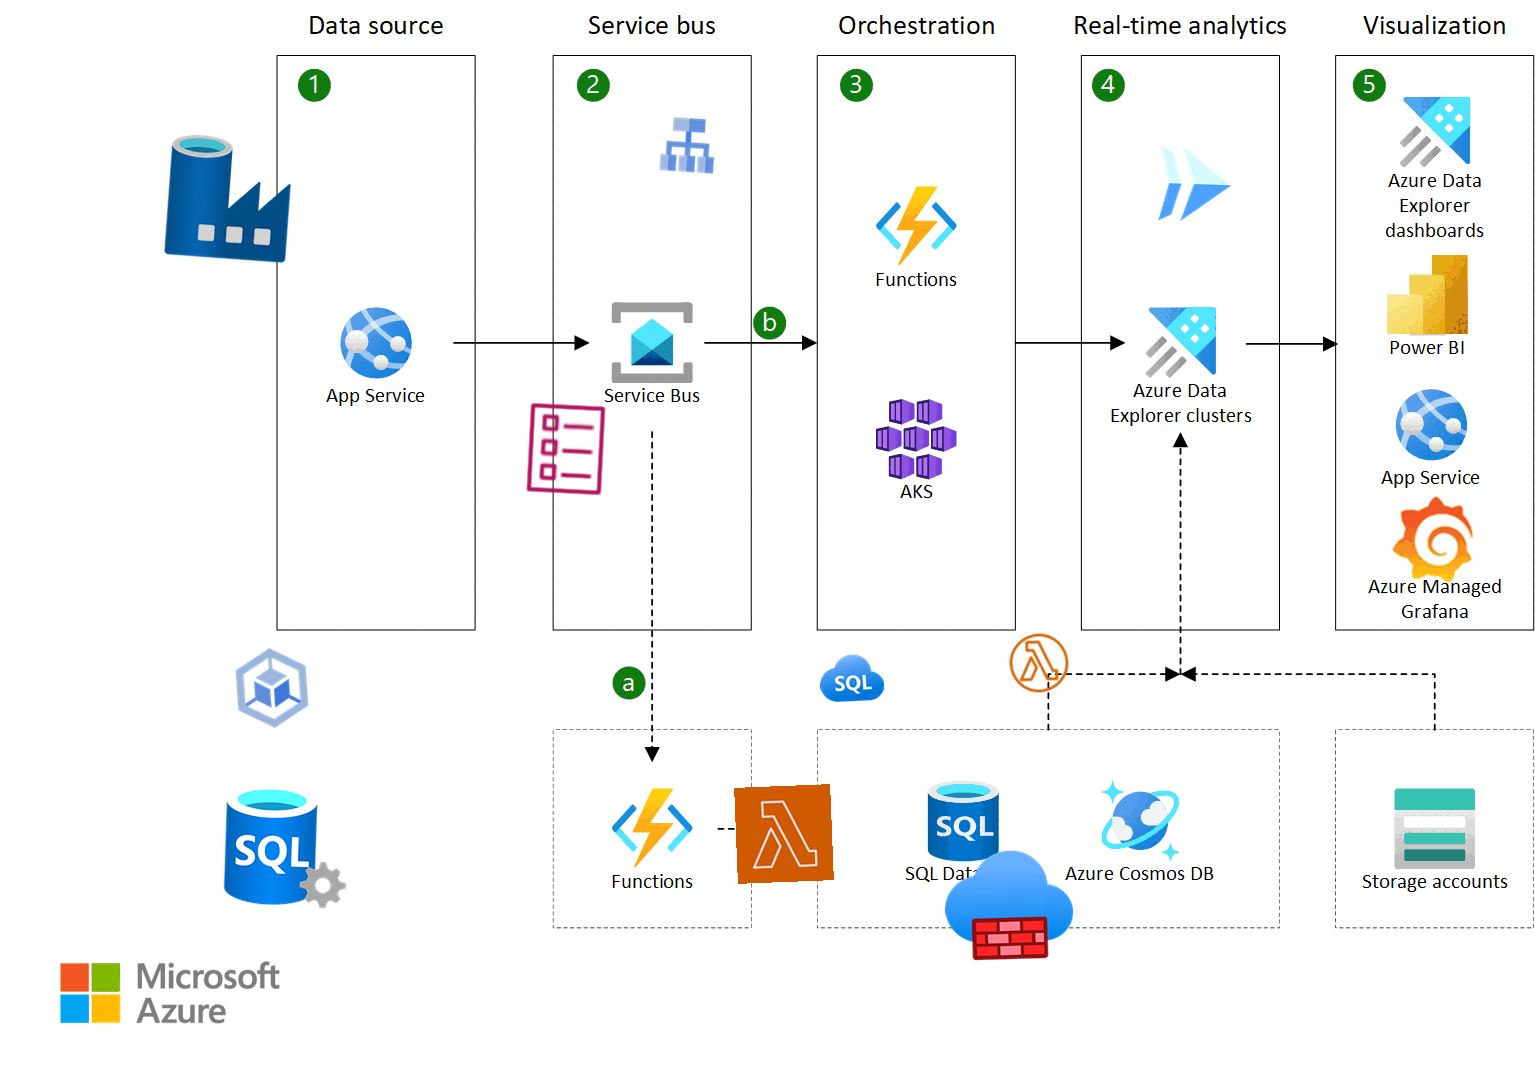 Data source
Service bus
Orchestration
Real-time analytics
Visualization
1
2
3
4
5
Azure Data
Explorer
dashboards
Functions
Power BI
b
App Service
Service Bus
Azure Data
Explorer clusters
App Service
AKS
Azure Managed
Grafana
a
SQL
SQL
SQL
Functions
SQL
Azure Cosmos DB
Storage accounts
Microsoft
Azure